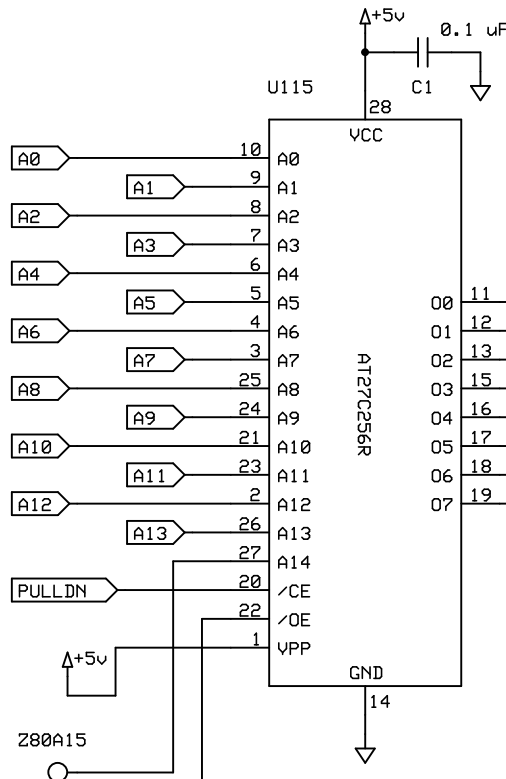 +5v
0.1 uF
U115
C1
28
VCC
A0 10 A0
A1 9 A1
A2 8 A2
A3 7 A3
A4 6 A4
A5 5 A5 O0 11
A6 4 A6 O1 12
A7 3 A7 O2 13
A8 25 A8 O3 15
A9 24 A9 O4 16
A10 21 A10 O5 17
A11 23 A11 O6 18
A12 2 A12 O7 19
A13 26 A13
27 A14
PULLDN 20 /CE
22 /OE
1 VPP
AT27C256R
+5v
GND
14
Z80A15